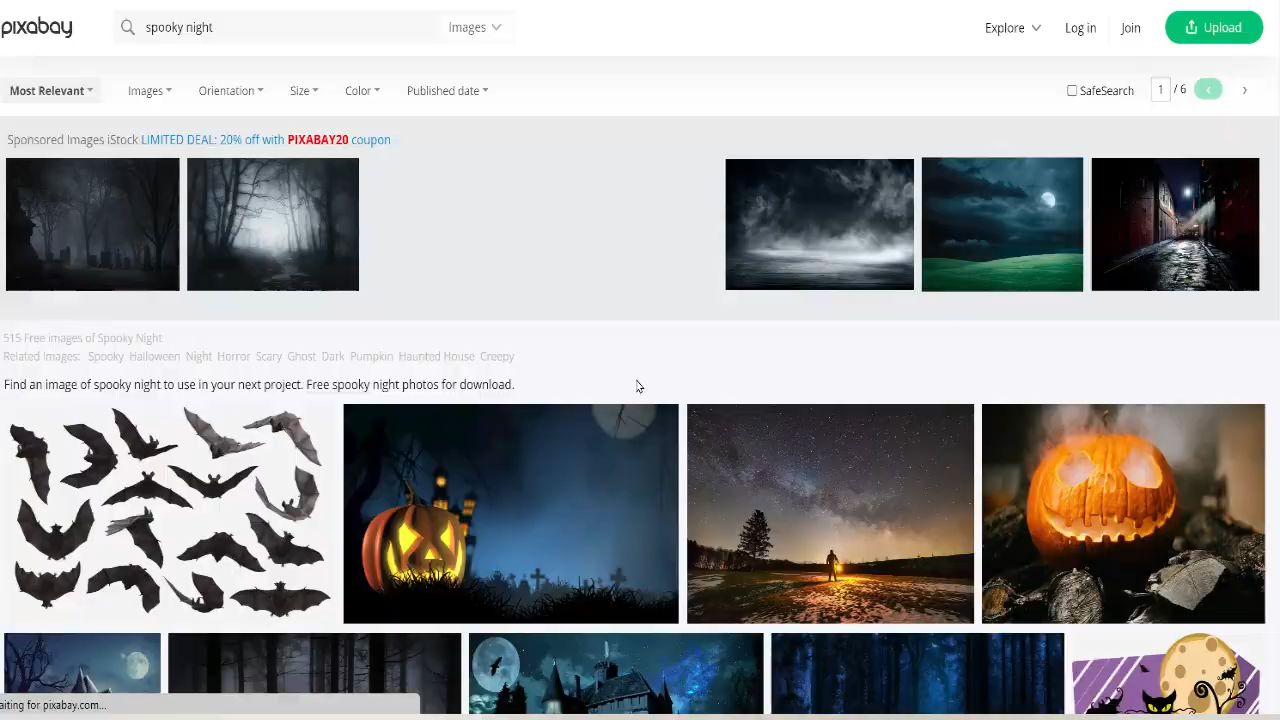 pixabay
spooky night
Images
Explore
Log in
Join
Upload
Most Relevant
Images
Orientation
Size
Color
Published date
SafeSearch
1 / 6
Sponsored Images iStock LIMITED DEAL: 20% off with PIXABAY20 coupon
515 Free images of Spooky Night
Related Images: Spooky Halloween Night Horror Scary Ghost Dark Pumpkin Haunted House Creepy
Find an image of spooky night to use in your next project. Free spooky night photos for download.
aiting for pixabay.com...